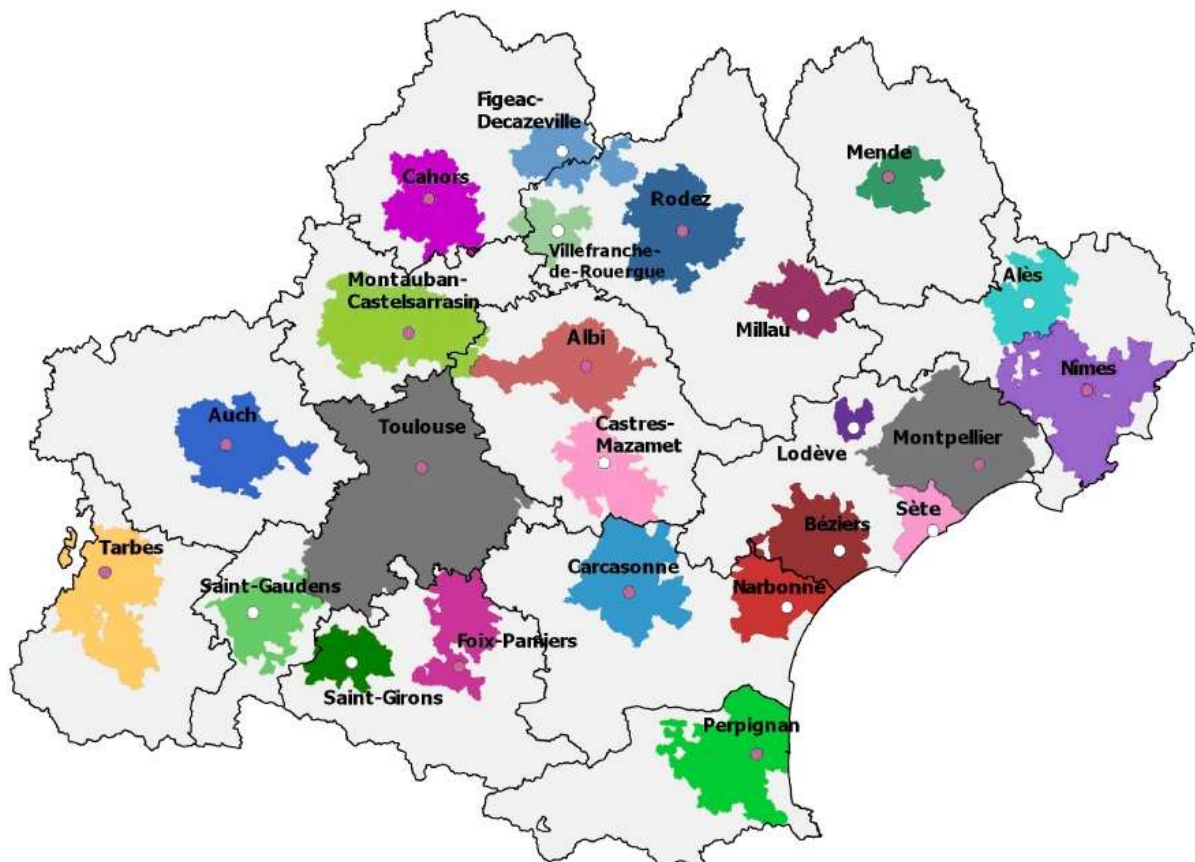 Figeac-
Decazeville
Mende
Cahors
Rodez
Villefranche-
de-Rouergue
Montauban-
Castelsarrasin
Alès
Millau
Albi
Nîmes
Auch
Toulouse
Castres-
Mazamet
Montpellier
Lodève
Sète
Béziers
Tarbes
Carcasonne
Saint-Gaudens
Narbonne
Foix-Pamiers
Saint-Girons
Perpignan